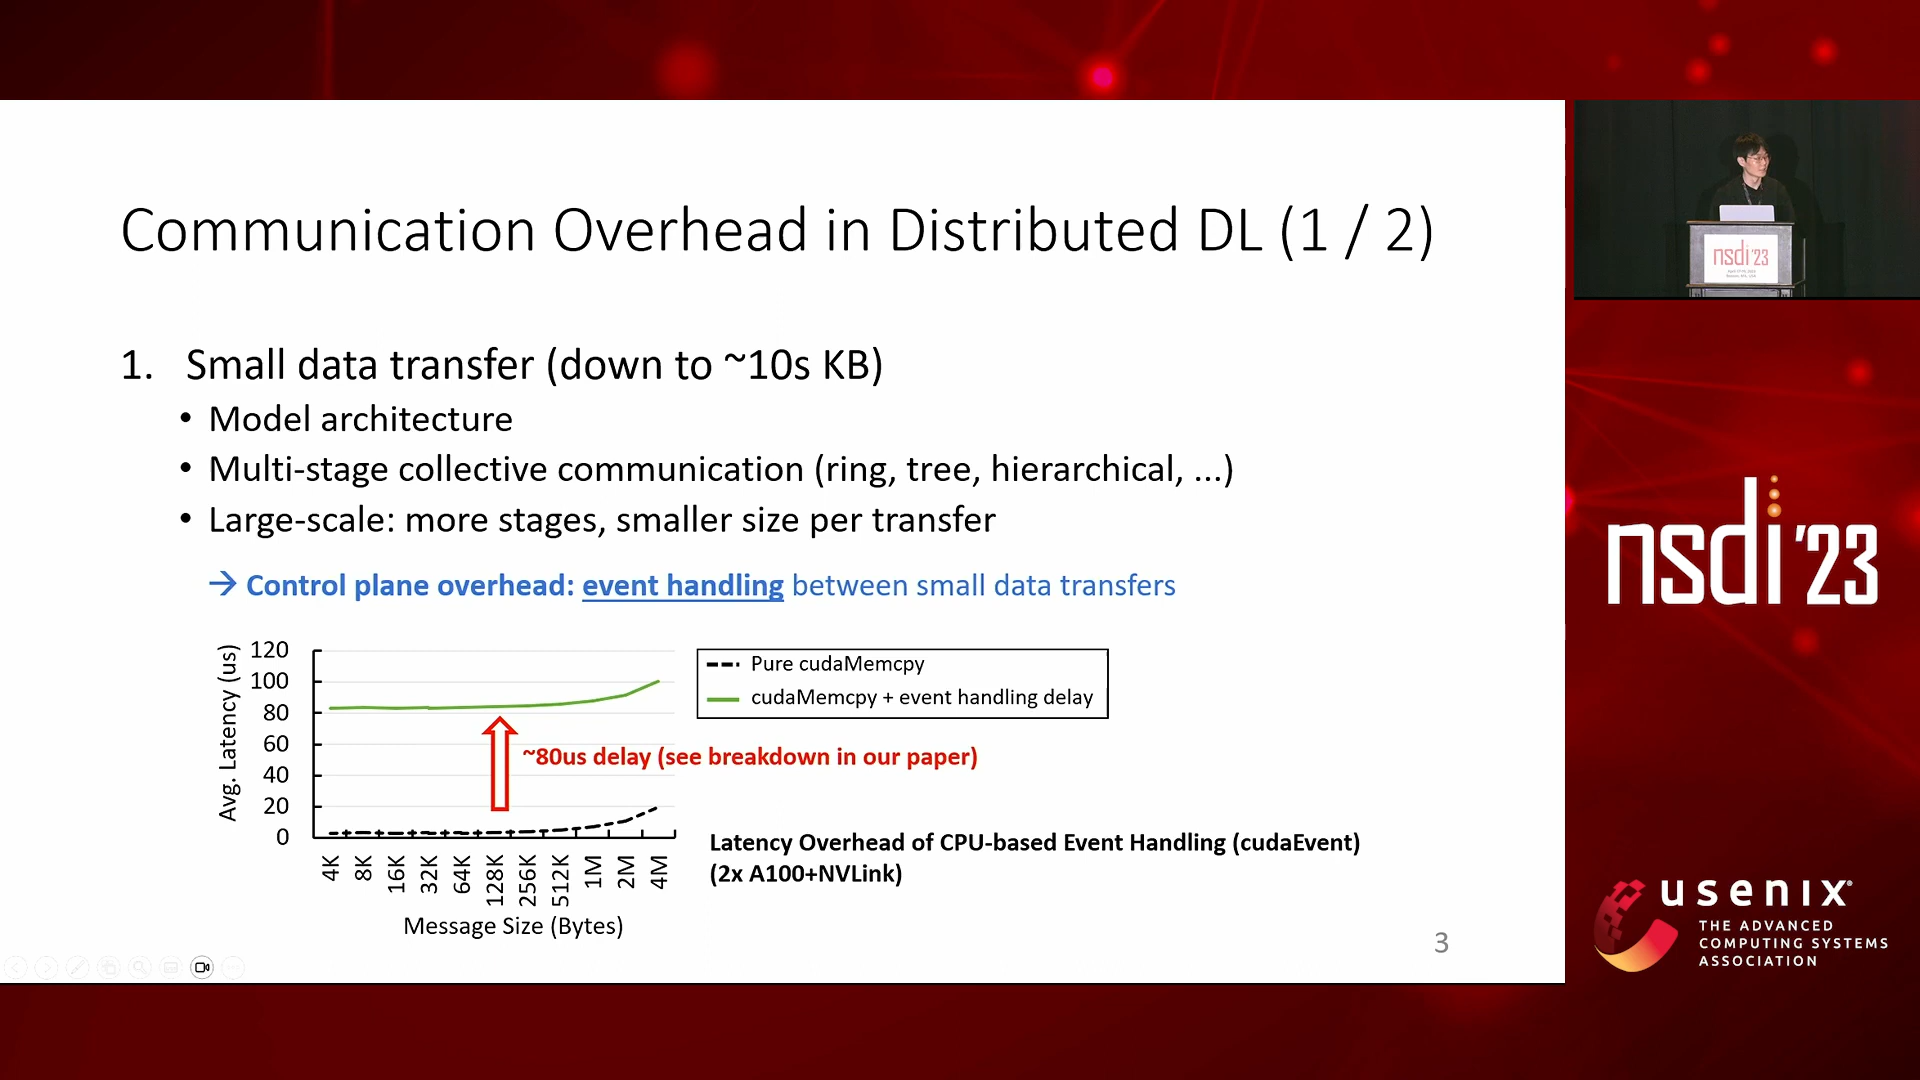 Communication Overhead in Distributed DL (1 / 2)
1. Small data transfer (down to ~10s KB)
• Model architecture
• Multi-stage collective communication (ring, tree, hierarchical, ...)
• Large-scale: more stages, smaller size per transfer
→ Control plane overhead: event handling between small data transfers
Avg. Latency (us)
120
100
80
60
40
20
0
4K 8K 16K 32K 64K 128K 256K 512K 1M 2M 4M
Message Size (Bytes)
Pure cudaMemcpy
cudaMemcpy + event handling delay
~80us delay (see breakdown in our paper)
Latency Overhead of CPU-based Event Handling (cudaEvent)
(2x A100+NVLink)
3
nsdi'23
nsdi'23
usenix
THE ADVANCED
COMPUTING SYSTEMS
ASSOCIATION